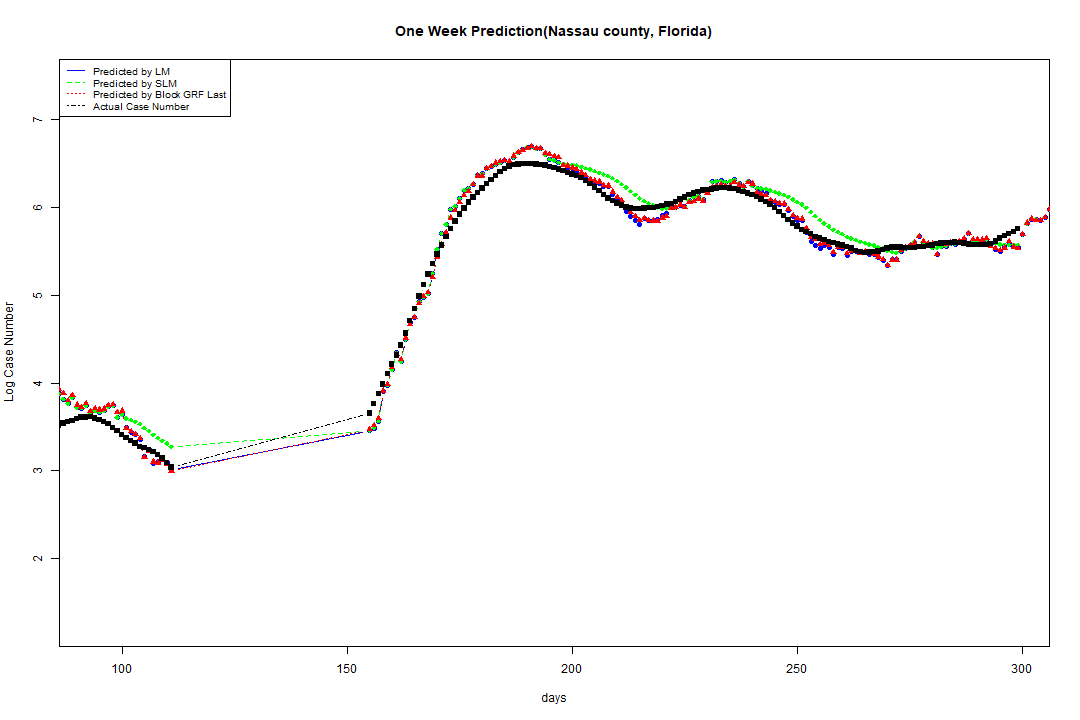 One Week Prediction(Nassau county, Florida)
Predicted by LM
Predicted by SLM
Predicted by Block GRF Last
Actual Case Number
7
6
5
4
3
2
Log Case Number
100 150 200 250 300
days